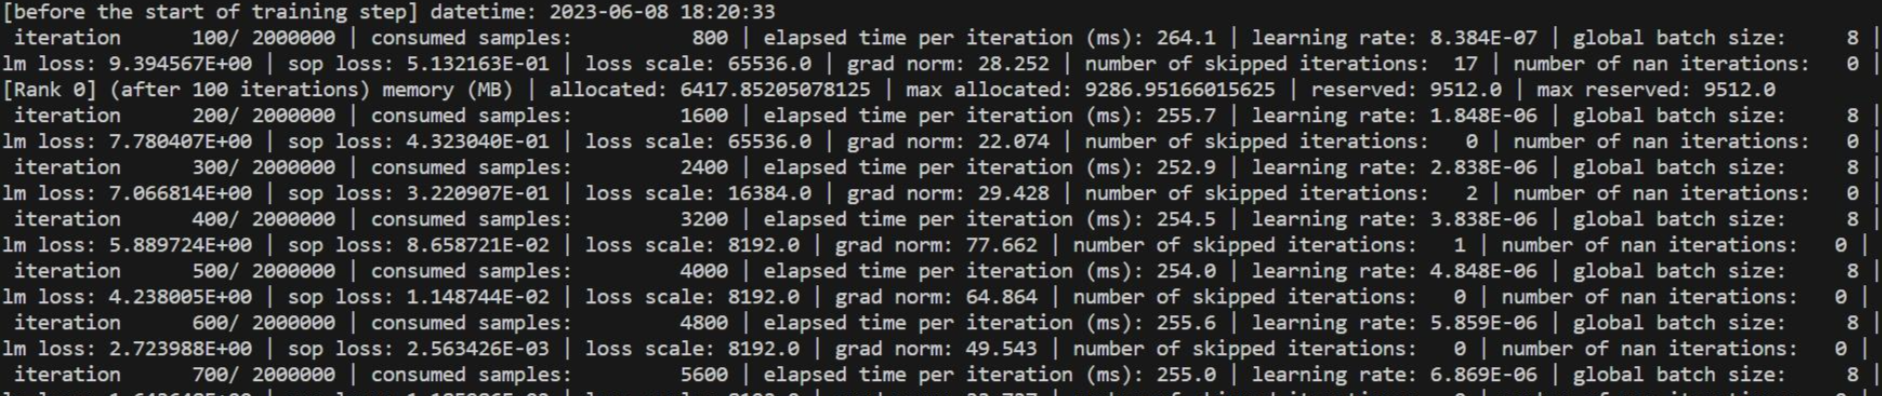 [before the start of training step] datetime: 2023-06-08 18:20:33
iteration 100/ 2000000 | consumed samples: 800 | elapsed time per iteration (ms): 264.1 | learning rate: 8.384E-07 | global batch size: 8 |
lm loss: 9.394567E+00 | sop loss: 5.132163E-01 | loss scale: 65536.0 | grad norm: 28.252 | number of skipped iterations: 17 | number of nan iterations: 0 |
[Rank 0] (after 100 iterations) memory (MB) | allocated: 6417.85205078125 | max allocated: 9286.95166015625 | reserved: 9512.0 | max reserved: 9512.0
iteration 200/ 2000000 | consumed samples: 1600 | elapsed time per iteration (ms): 255.7 | learning rate: 1.848E-06 | global batch size: 8 |
lm loss: 7.780407E+00 | sop loss: 4.323040E-01 | loss scale: 65536.0 | grad norm: 22.074 | number of skipped iterations: 0 | number of nan iterations: 0 |
iteration 300/ 2000000 | consumed samples: 2400 | elapsed time per iteration (ms): 252.9 | learning rate: 2.838E-06 | global batch size: 8 |
lm loss: 7.066814E+00 | sop loss: 3.220907E-01 | loss scale: 16384.0 | grad norm: 29.428 | number of skipped iterations: 2 | number of nan iterations: 0 |
iteration 400/ 2000000 | consumed samples: 3200 | elapsed time per iteration (ms): 254.5 | learning rate: 3.838E-06 | global batch size: 8 |
lm loss: 5.889724E+00 | sop loss: 8.658721E-02 | loss scale: 8192.0 | grad norm: 77.662 | number of skipped iterations: 1 | number of nan iterations: 0 |
iteration 500/ 2000000 | consumed samples: 4000 | elapsed time per iteration (ms): 254.0 | learning rate: 4.848E-06 | global batch size: 8 |
lm loss: 4.238005E+00 | sop loss: 1.148744E-02 | loss scale: 8192.0 | grad norm: 64.864 | number of skipped iterations: 0 | number of nan iterations: 0 |
iteration 600/ 2000000 | consumed samples: 4800 | elapsed time per iteration (ms): 255.6 | learning rate: 5.859E-06 | global batch size: 8 |
lm loss: 2.723988E+00 | sop loss: 2.563426E-03 | loss scale: 8192.0 | grad norm: 49.543 | number of skipped iterations: 0 | number of nan iterations: 0 |
iteration 700/ 2000000 | consumed samples: 5600 | elapsed time per iteration (ms): 255.0 | learning rate: 6.869E-06 | global batch size: 8 |